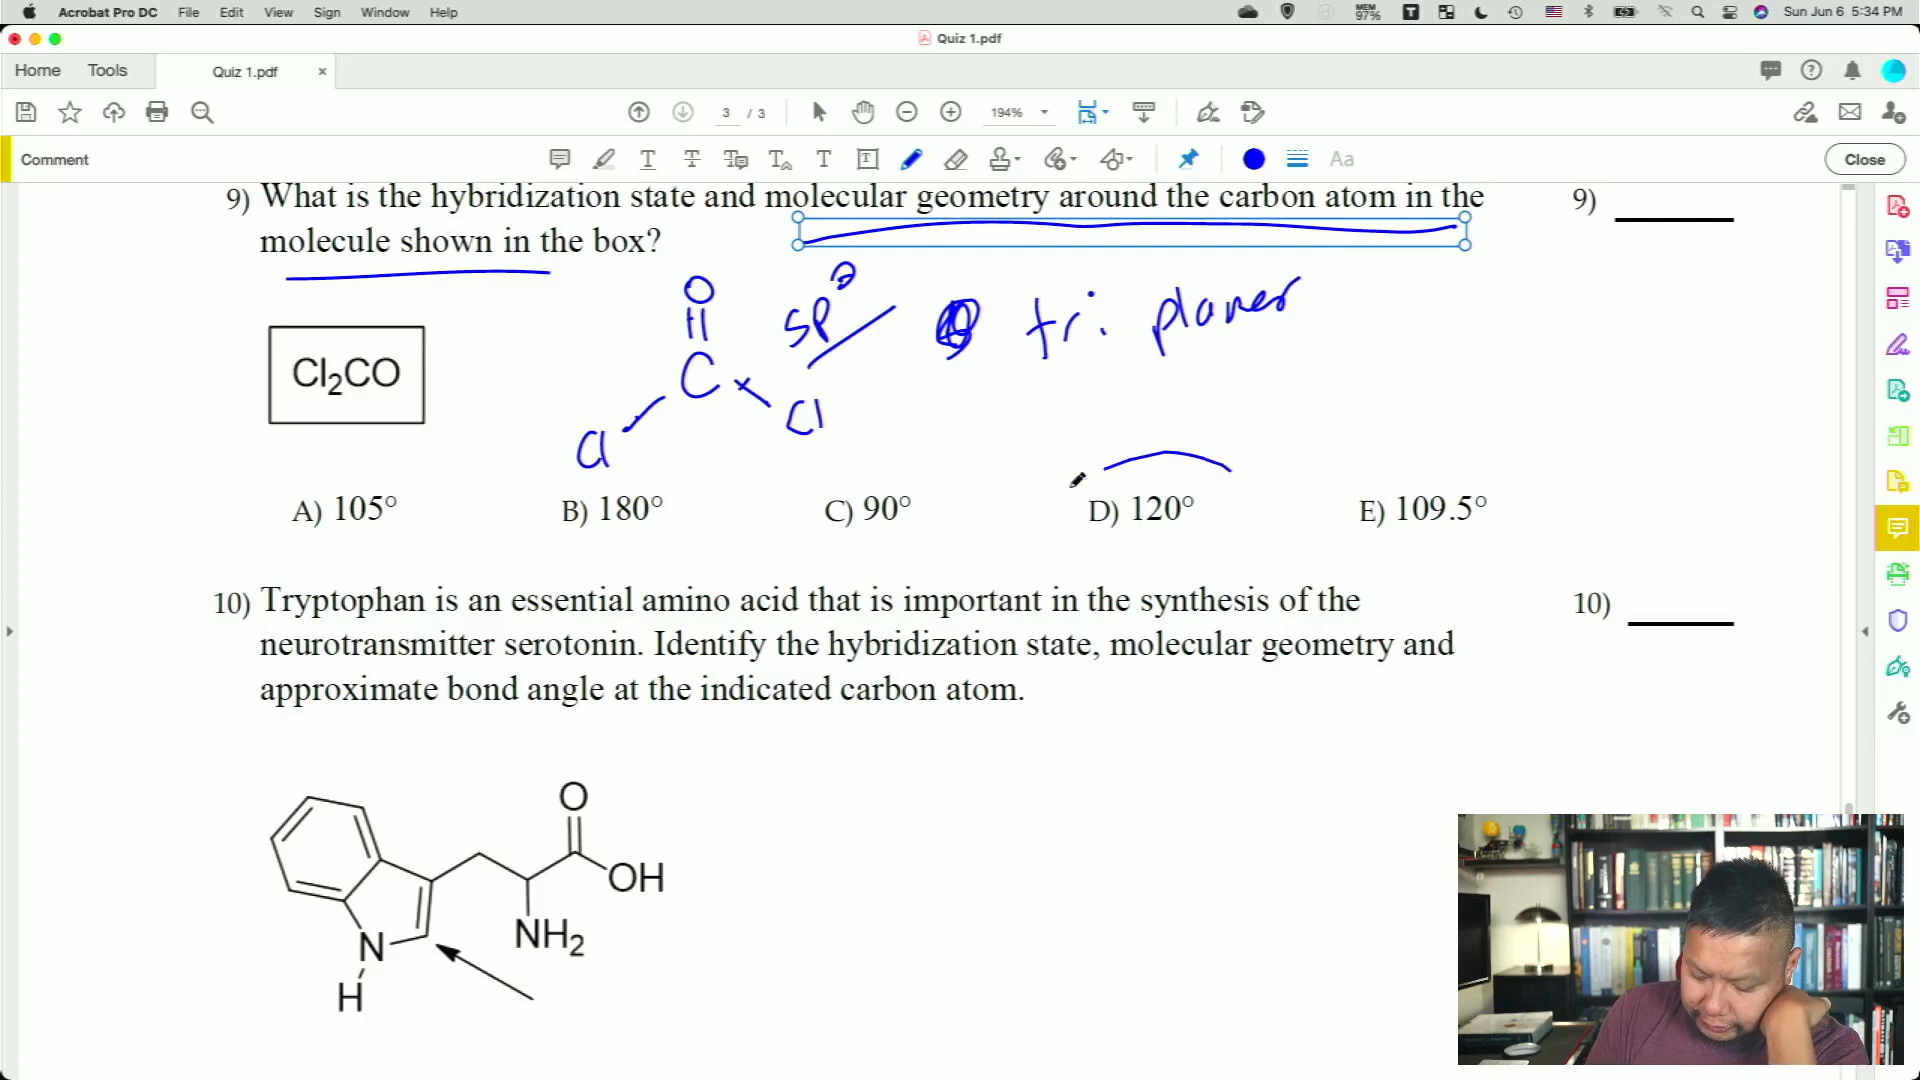 Acrobat Pro DC File Edit View Sign Window Help MEM 97% T Sun Jun 6 5:34 PM
Quiz 1.pdf
Home Tools Quiz 1.pdf ×
3 / 3 194%
Comment Aa Close
9) What is the hybridization state and molecular geometry around the carbon atom in the 9)
molecule shown in the box?
O
SP2 tri. planer
Cl2CO
C
Cl Cl
A) 105° B) 180° C) 90° D) 120° E) 109.5°
10) Tryptophan is an essential amino acid that is important in the synthesis of the 10)
neurotransmitter serotonin. Identify the hybridization state, molecular geometry and
approximate bond angle at the indicated carbon atom.
O
OH
N NH2
H